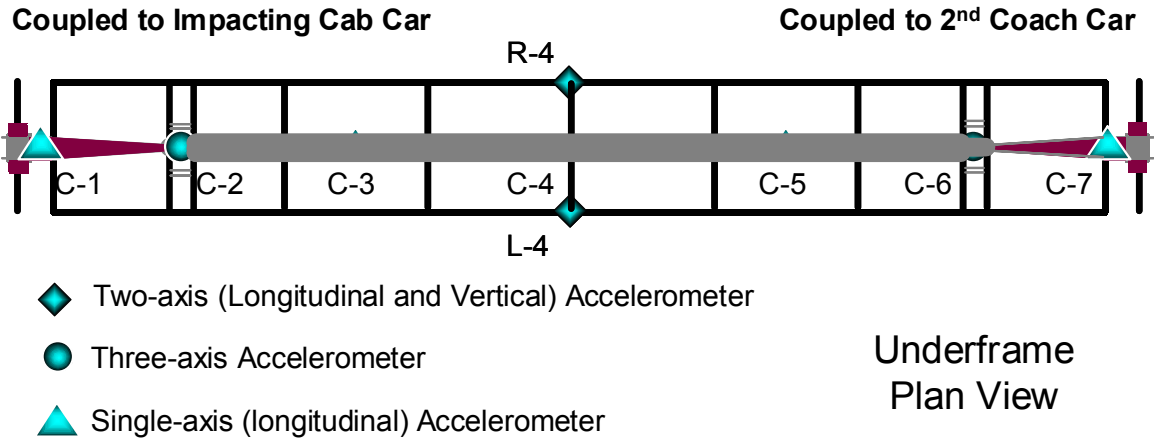 Coupled to Impacting Cab Car
Coupled to 2nd Coach Car
R-4
C-1
C-2
C-3
C-4
C-5
C-6
C-7
L-4
Two-axis (Longitudinal and Vertical) Accelerometer
Three-axis Accelerometer
Single-axis (longitudinal) Accelerometer
Underframe
Plan View